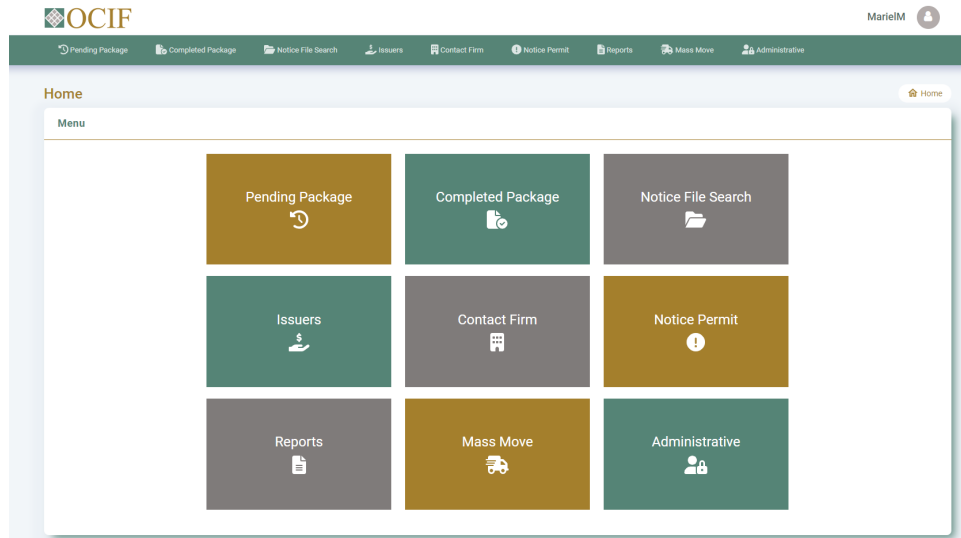 OCIF
MarielM
Pending Package Completed Package Notice File Search Issuers Contact Firm Notice Permit Reports Mass Move Administrative
Home
Home
Menu
Pending Package Completed Package Notice File Search
Issuers Contact Firm Notice Permit
Reports Mass Move Administrative